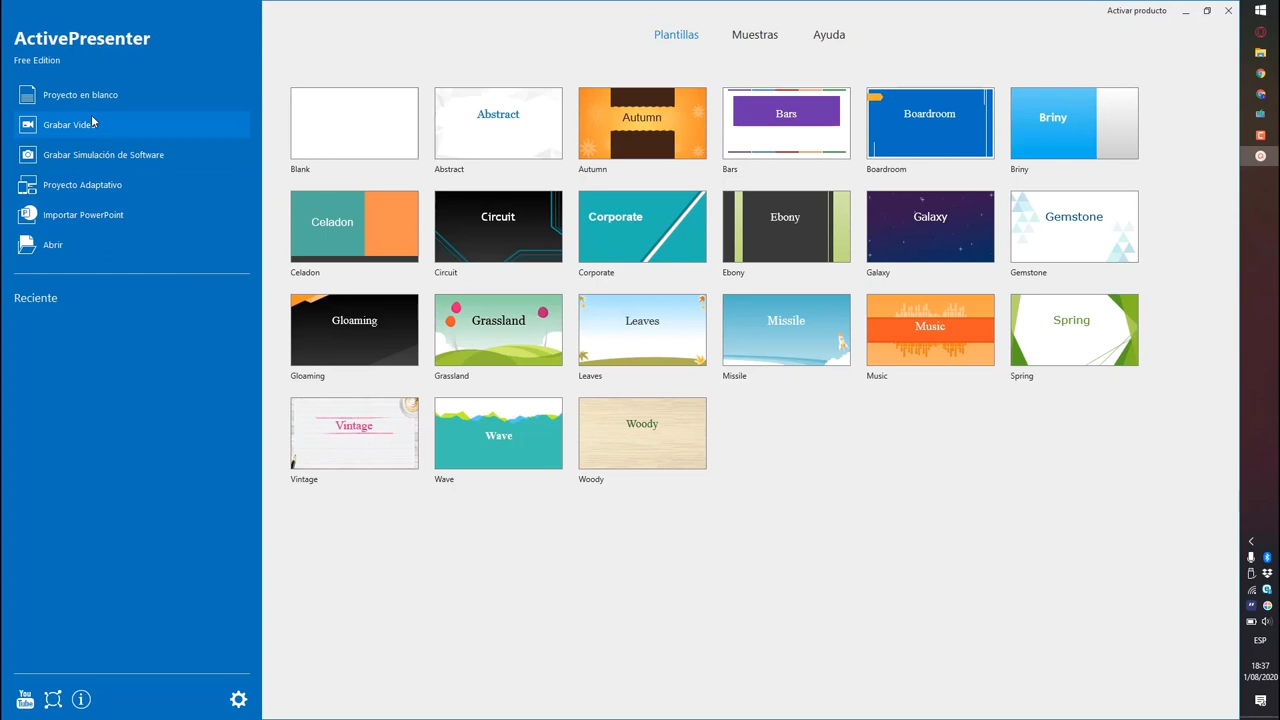 ActivePresenter
Free Edition
Proyecto en blanco
Grabar Video
Grabar Simulación de Software
Proyecto Adaptativo
Importar PowerPoint
Abrir
Reciente
You
Tube
Activar producto
Plantillas Muestras Ayuda
Abstract Autumn Bars Boardroom Briny
Blank Abstract Autumn Bars Boardroom Briny
Celadon Circuit Corporate Ebony Galaxy Gemstone
Celadon Circuit Corporate Ebony Galaxy Gemstone
Gloaming Grassland Leaves Missile Music Spring
Gloaming Grassland Leaves Missile Music Spring
Vintage Wave Woody
Vintage Wave Woody
ESP
18:37
1/08/2020